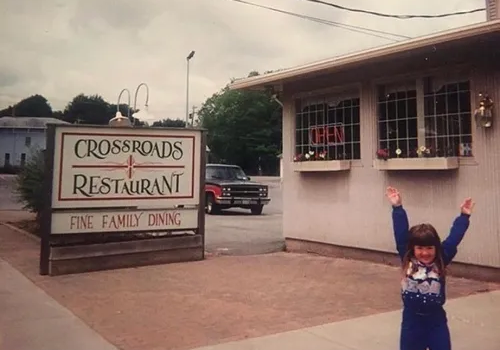 CROSSROADS
RESTAURANT
FINE FAMILY DINING
OPEN